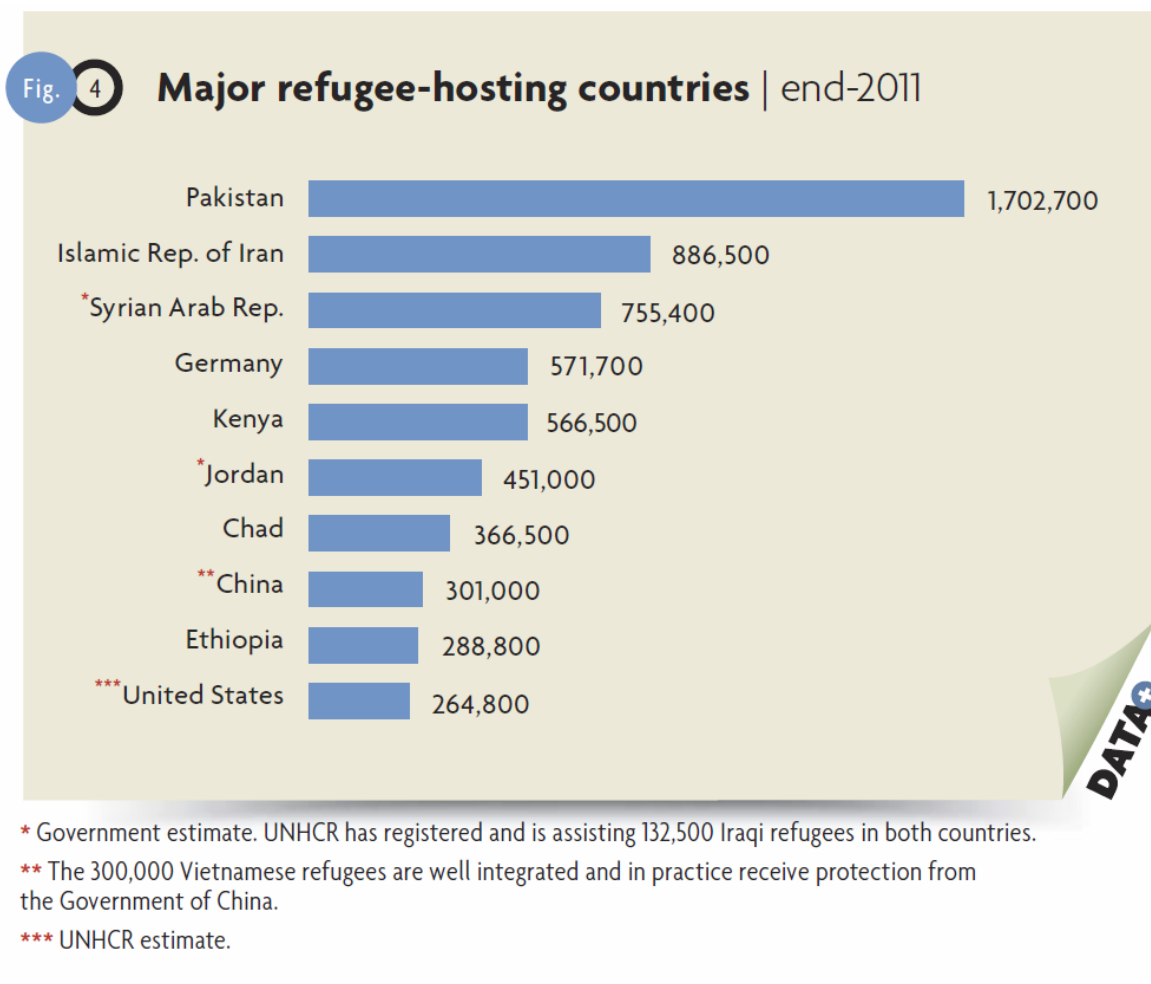 Fig. 4 Major refugee-hosting countries | end-2011
Pakistan 1,702,700
Islamic Rep. of Iran 886,500
*Syrian Arab Rep. 755,400
Germany 571,700
Kenya 566,500
*Jordan 451,000
Chad 366,500
**China 301,000
Ethiopia 288,800
***United States 264,800
DATA+
* Government estimate. UNHCR has registered and is assisting 132,500 Iraqi refugees in both countries.
** The 300,000 Vietnamese refugees are well integrated and in practice receive protection from
the Government of China.
*** UNHCR estimate.